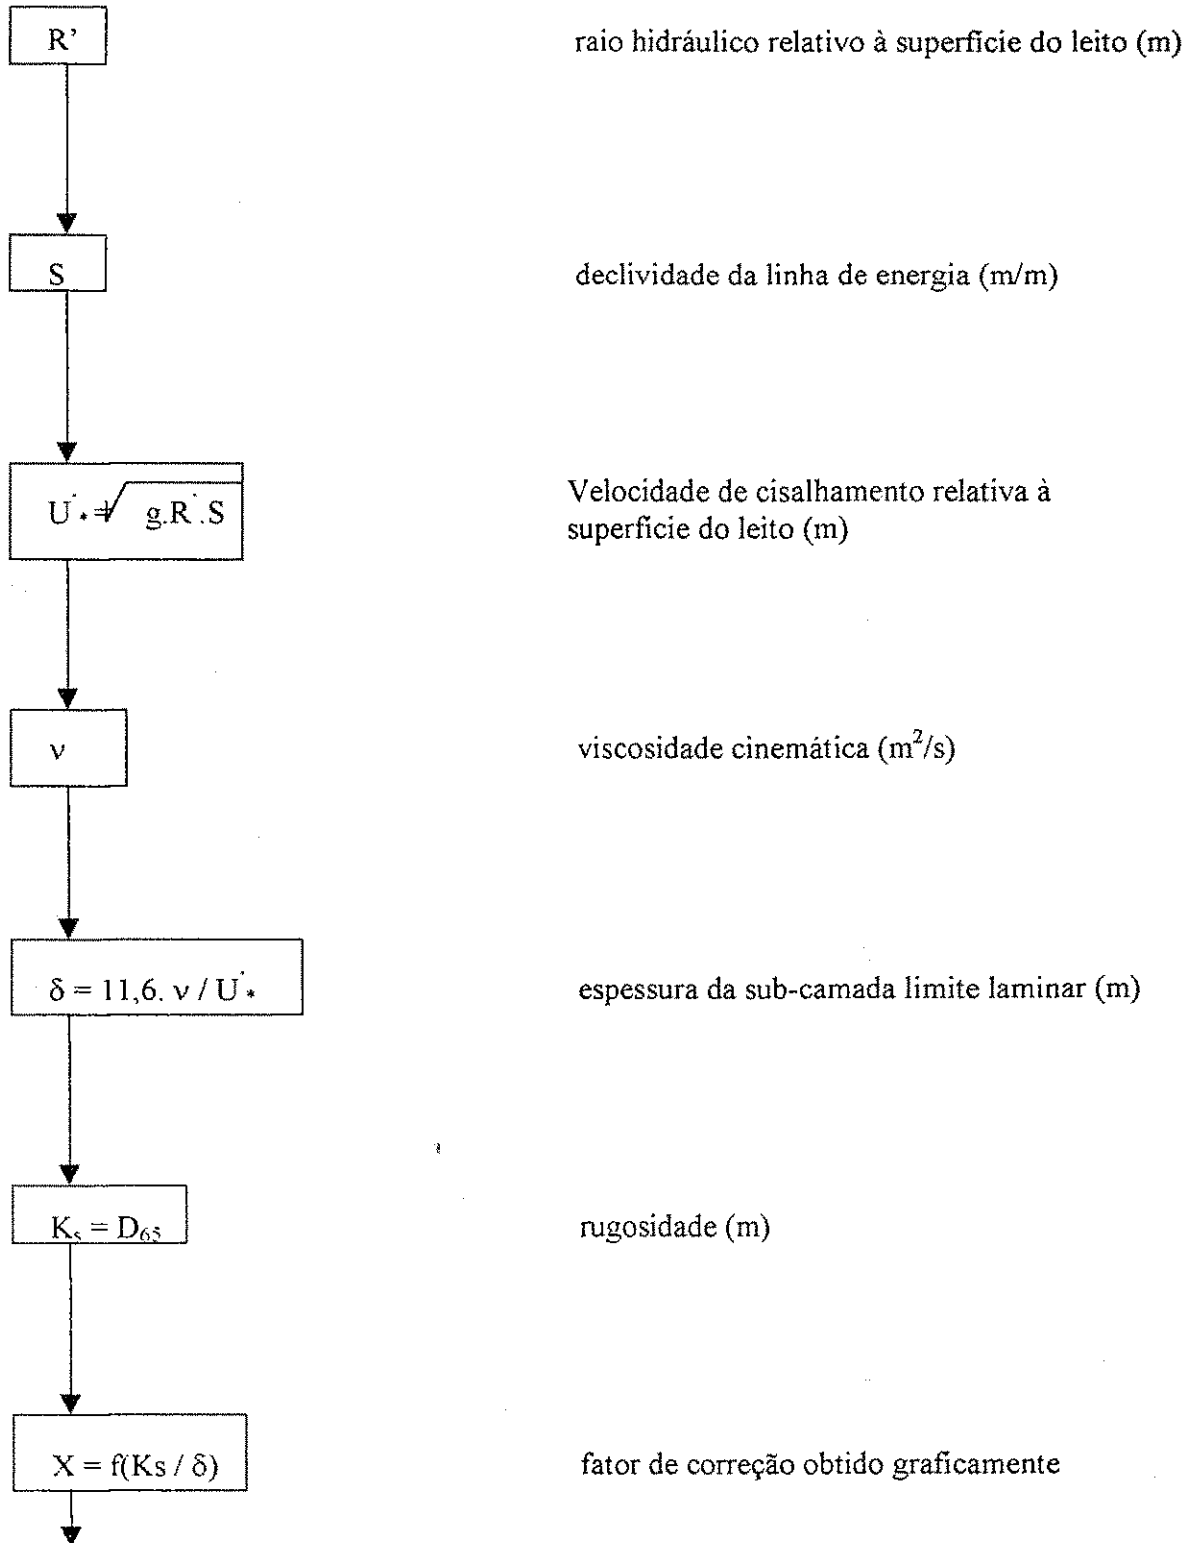 R’ raio hidráulico relativo à superfície do leito (m)
S declividade da linha de energia (m/m)
U'* = √ g.R'.S Velocidade de cisalhamento relativa à
superfície do leito (m)
ν viscosidade cinemática (m²/s)
δ = 11,6. ν / U'* espessura da sub-camada limite laminar (m)
Ks = D65 rugosidade (m)
X = f(Ks / δ) fator de correção obtido graficamente